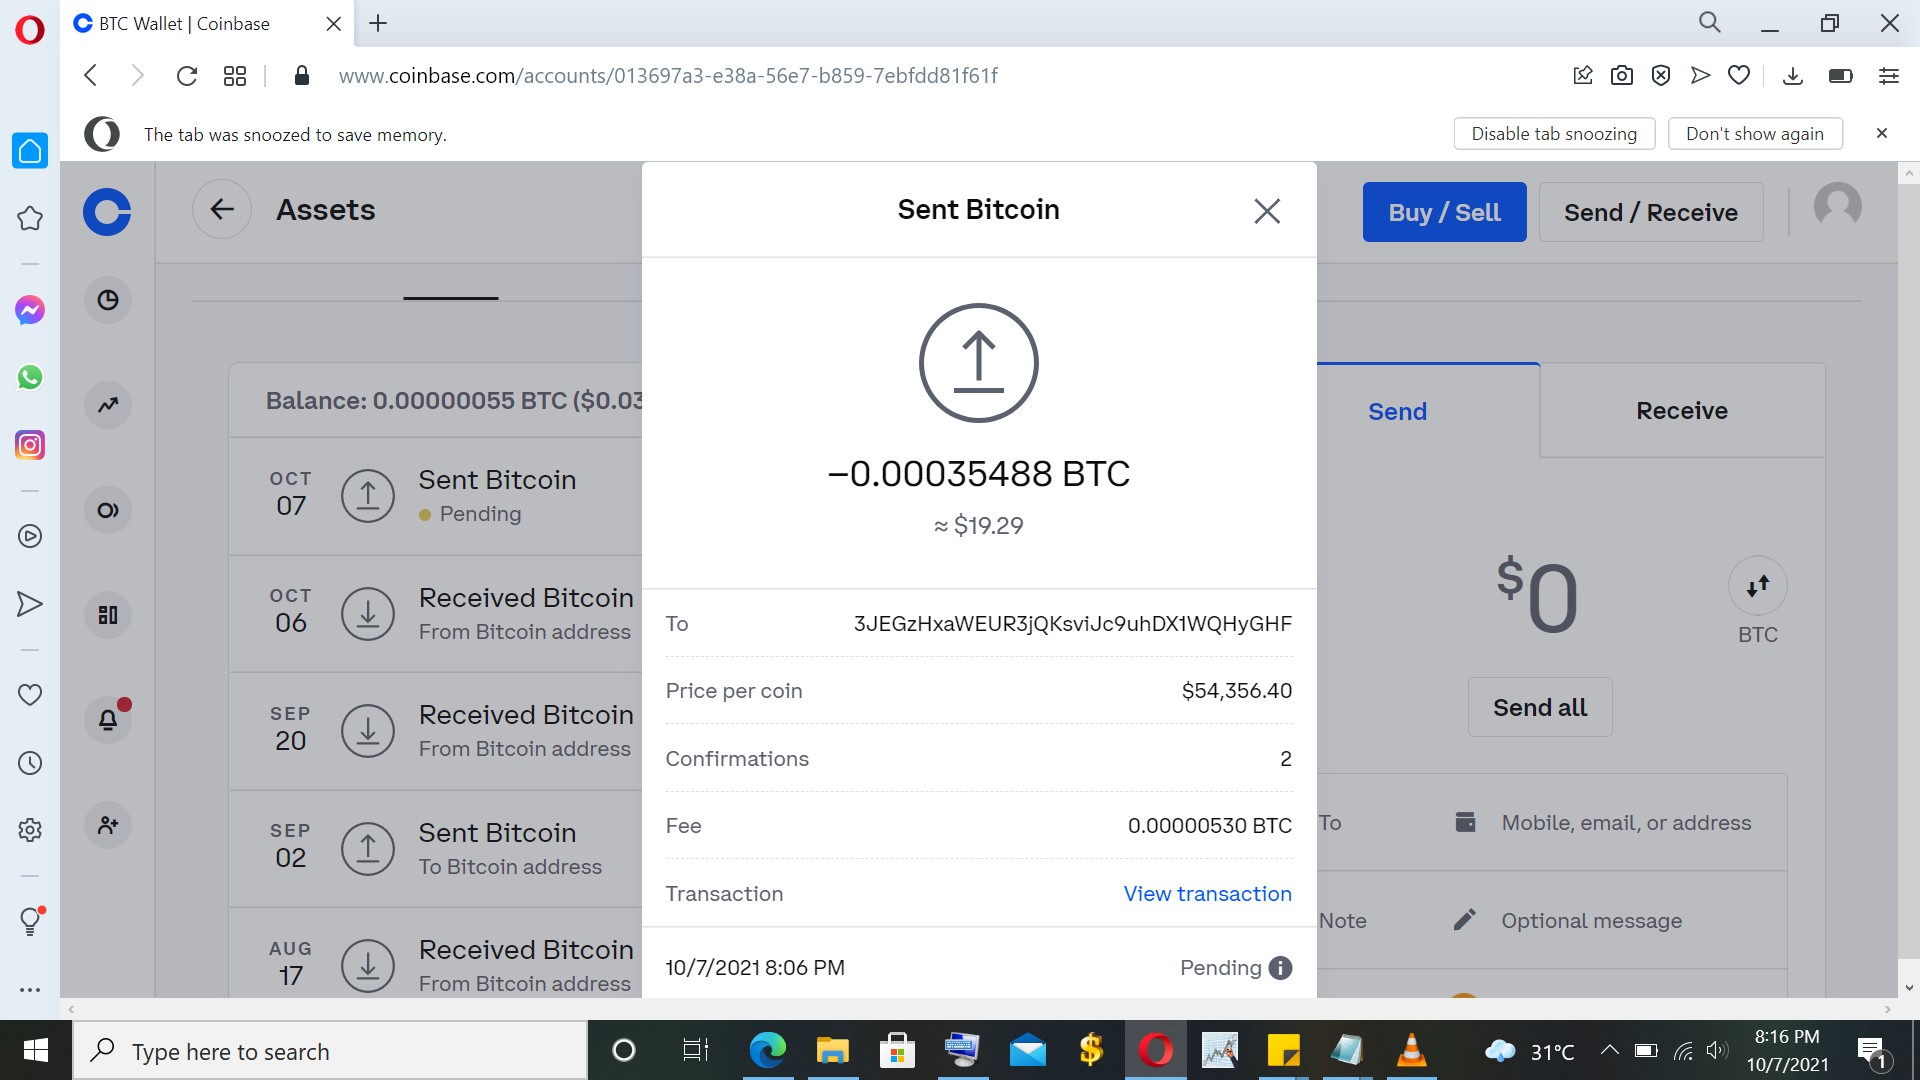 BTC Wallet | Coinbase
www.coinbase.com/accounts/013697a3-e38a-56e7-b859-7ebfdd81f61f
The tab was snoozed to save memory.
Disable tab snoozing
Don't show again
Assets
Sent Bitcoin
Buy / Sell
Send / Receive
Balance: 0.00000055 BTC ($0.03
OCT
07
Sent Bitcoin
Pending
OCT
06
Received Bitcoin
From Bitcoin address
SEP
20
Received Bitcoin
From Bitcoin address
SEP
02
Sent Bitcoin
To Bitcoin address
AUG
17
Received Bitcoin
From Bitcoin address
−0.00035488 BTC
≈ $19.29
To 3JEGzHxaWEUR3jQKsviJc9uhDX1WQHyGHF
Price per coin $54,356.40
Confirmations 2
Fee 0.00000530 BTC
Transaction View transaction
10/7/2021 8:06 PM Pending
Send
Receive
$0
BTC
Send all
To Mobile, email, or address
Note Optional message
Type here to search
31°C
8:16 PM
10/7/2021
1